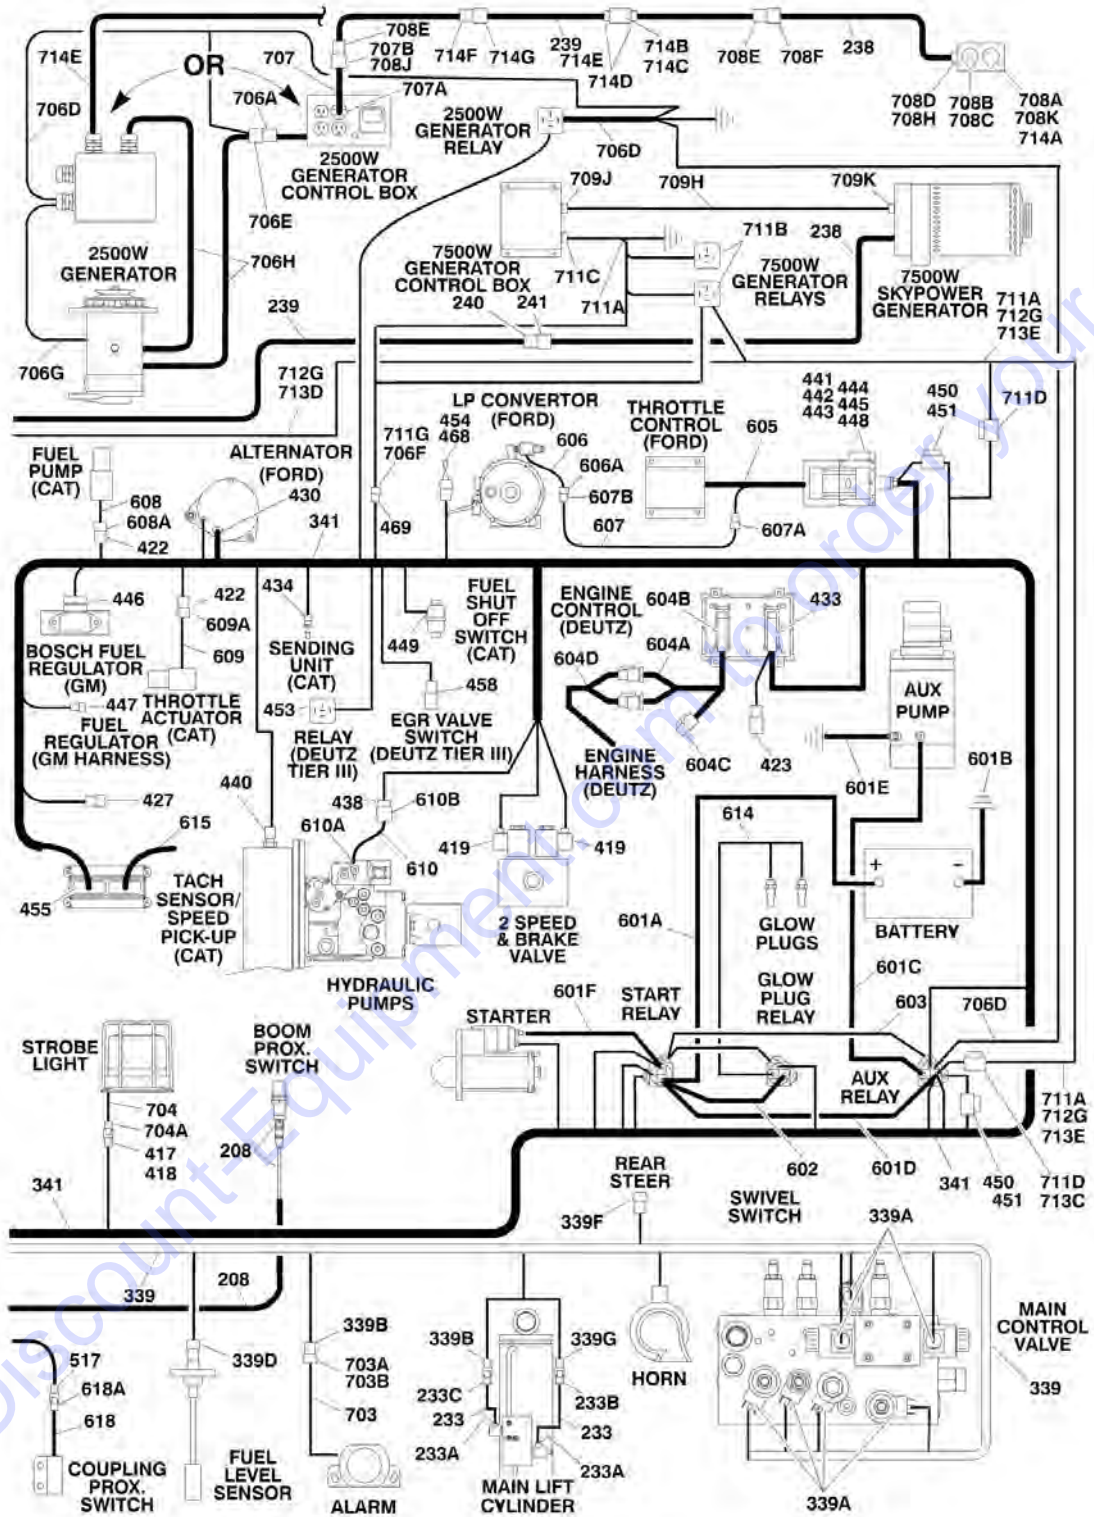 708E
707
707B
708J
714F
714G
239
714E
714D
714B
714C
708E
708F
238
714E
OR
706A
707A
706D
2500W
GENERATOR
RELAY
706D
708D
708H
708B
708C
708A
708K
714A
2500W
GENERATOR
CONTROL BOX
706E
709J
709H
709K
2500W
GENERATOR
706H
7500W
GENERATOR
CONTROL BOX
711C
711A
711B
7500W
GENERATOR
RELAYS
238
7500W
SKYPOWER
GENERATOR
239
240
241
711A
712G
713E
706G
712G
713D
FUEL
PUMP
(CAT)
608
608A
422
ALTERNATOR
(FORD)
430
341
711G
706F
469
454
468
LP CONVERTOR
(FORD)
606
606A
607B
607
THROTTLE
CONTROL
(FORD)
605
607A
441
442
443
444
445
448
450
451
711D
446
BOSCH FUEL
REGULATOR
(GM)
422
609A
609
434
SENDING
UNIT
(CAT)
FUEL
SHUT
OFF
SWITCH
(CAT)
449
ENGINE
CONTROL
(DEUTZ)
604B
433
604A
604D
447
FUEL
REGULATOR
(GM HARNESS)
THROTTLE
ACTUATOR
(CAT)
453
RELAY
(DEUTZ
TIER III)
458
EGR VALVE
SWITCH
(DEUTZ TIER III)
ENGINE
HARNESS
(DEUTZ)
604C
423
AUX
PUMP
601E
601B
427
615
440
438
610B
610A
610
419
419
614
455
TACH
SENSOR/
SPEED
PICK-UP
(CAT)
HYDRAULIC
PUMPS
2 SPEED
& BRAKE
VALVE
601A
GLOW
PLUGS
+
-
BATTERY
601C
STROBE
LIGHT
BOOM
PROX.
SWITCH
STARTER
601F
START
RELAY
GLOW
PLUG
RELAY
603
706D
AUX
RELAY
711A
712G
713E
704
704A
417
418
208
602
601D
341
450
451
711D
713C
341
REAR
STEER
339F
SWIVEL
SWITCH
339A
339
208
339B
339D
703A
703B
703
339B
339G
233C
233B
233
233
233A
233A
HORN
MAIN
CONTROL
VALVE
339
517
618A
618
COUPLING
PROX.
SWITCH
FUEL
LEVEL
SENSOR
ALARM
MAIN LIFT
CYLINDER
339A
Discount-Equipment.com to order your